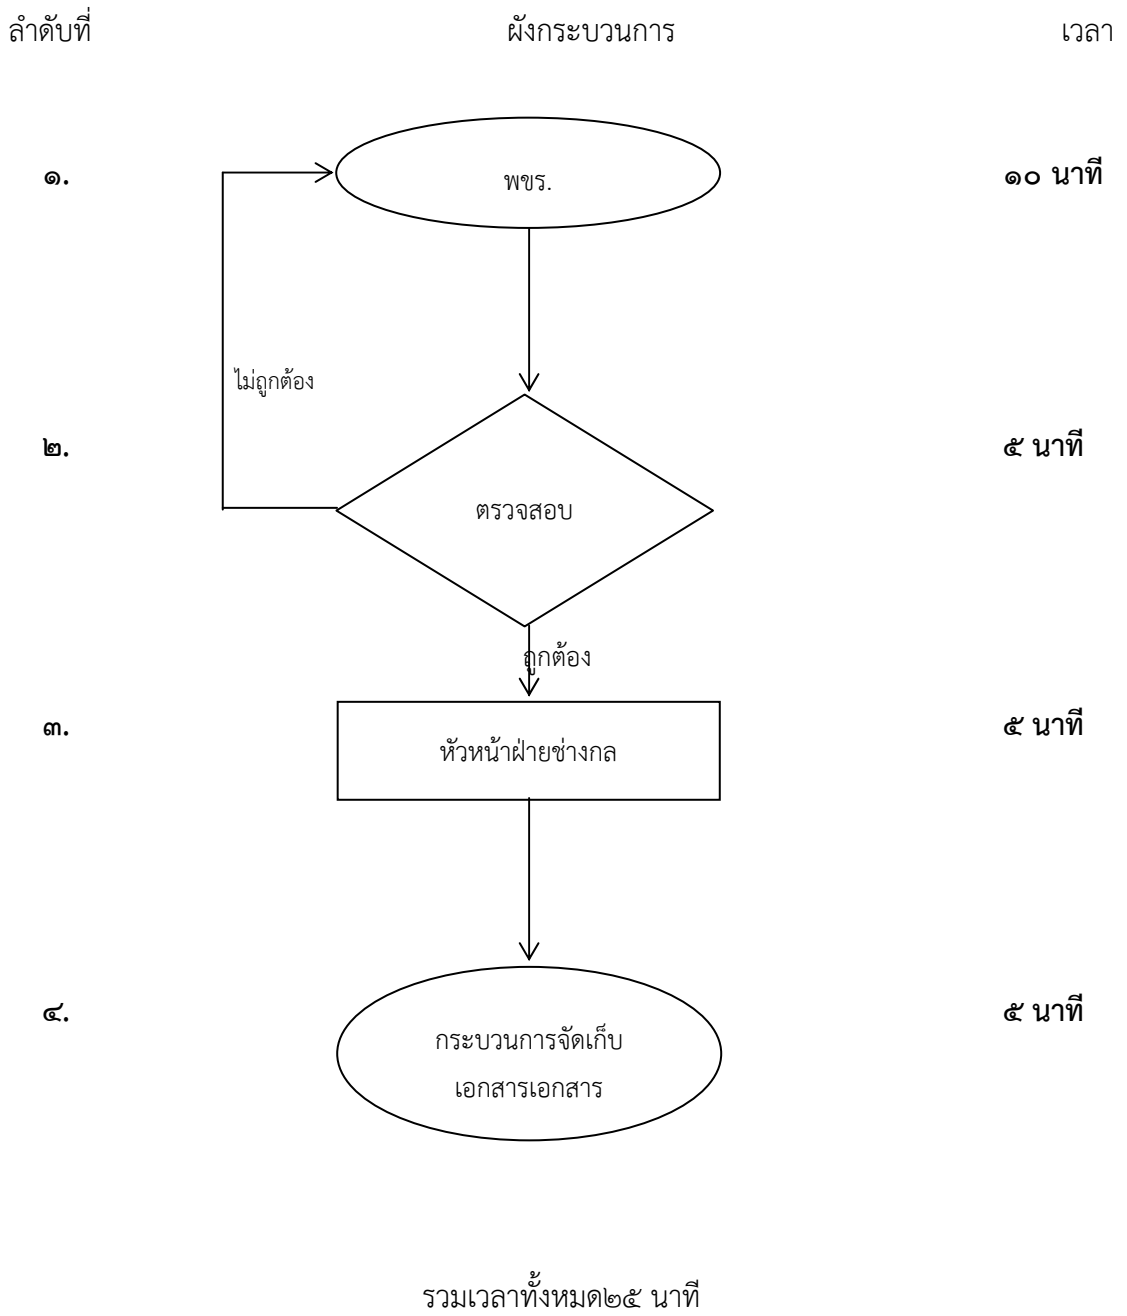 ลำดับที่ ผังกระบวนการ เวลา
๑. พขร. ๑๐ นาที
ไม่ถูกต้อง
๒. ตรวจสอบ ๕ นาที
ถูกต้อง
๓. หัวหน้าฝ่ายช่างกล ๕ นาที
๔. กระบวนการจัดเก็บ ๕ นาที
เอกสารเอกสาร
รวมเวลาทั้งหมด๒๕ นาที